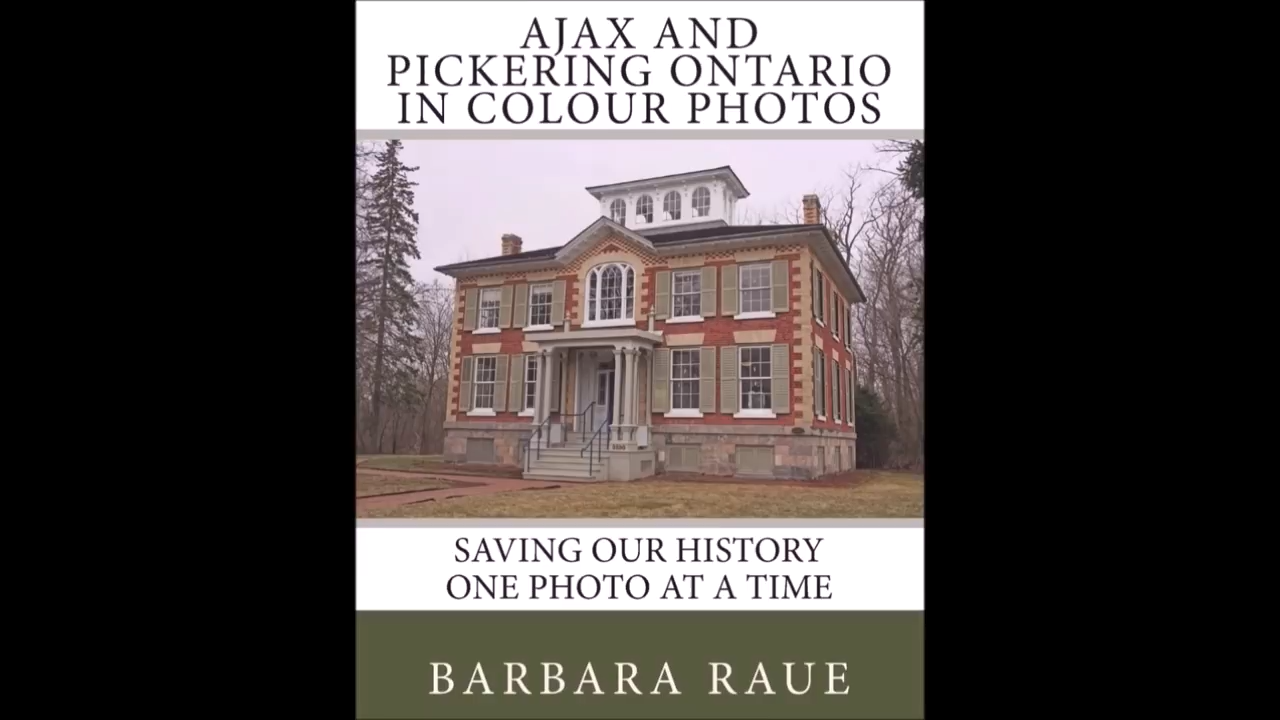 AJAX AND
PICKERING ONTARIO
IN COLOUR PHOTOS
SAVING OUR HISTORY
ONE PHOTO AT A TIME
BARBARA RAUE